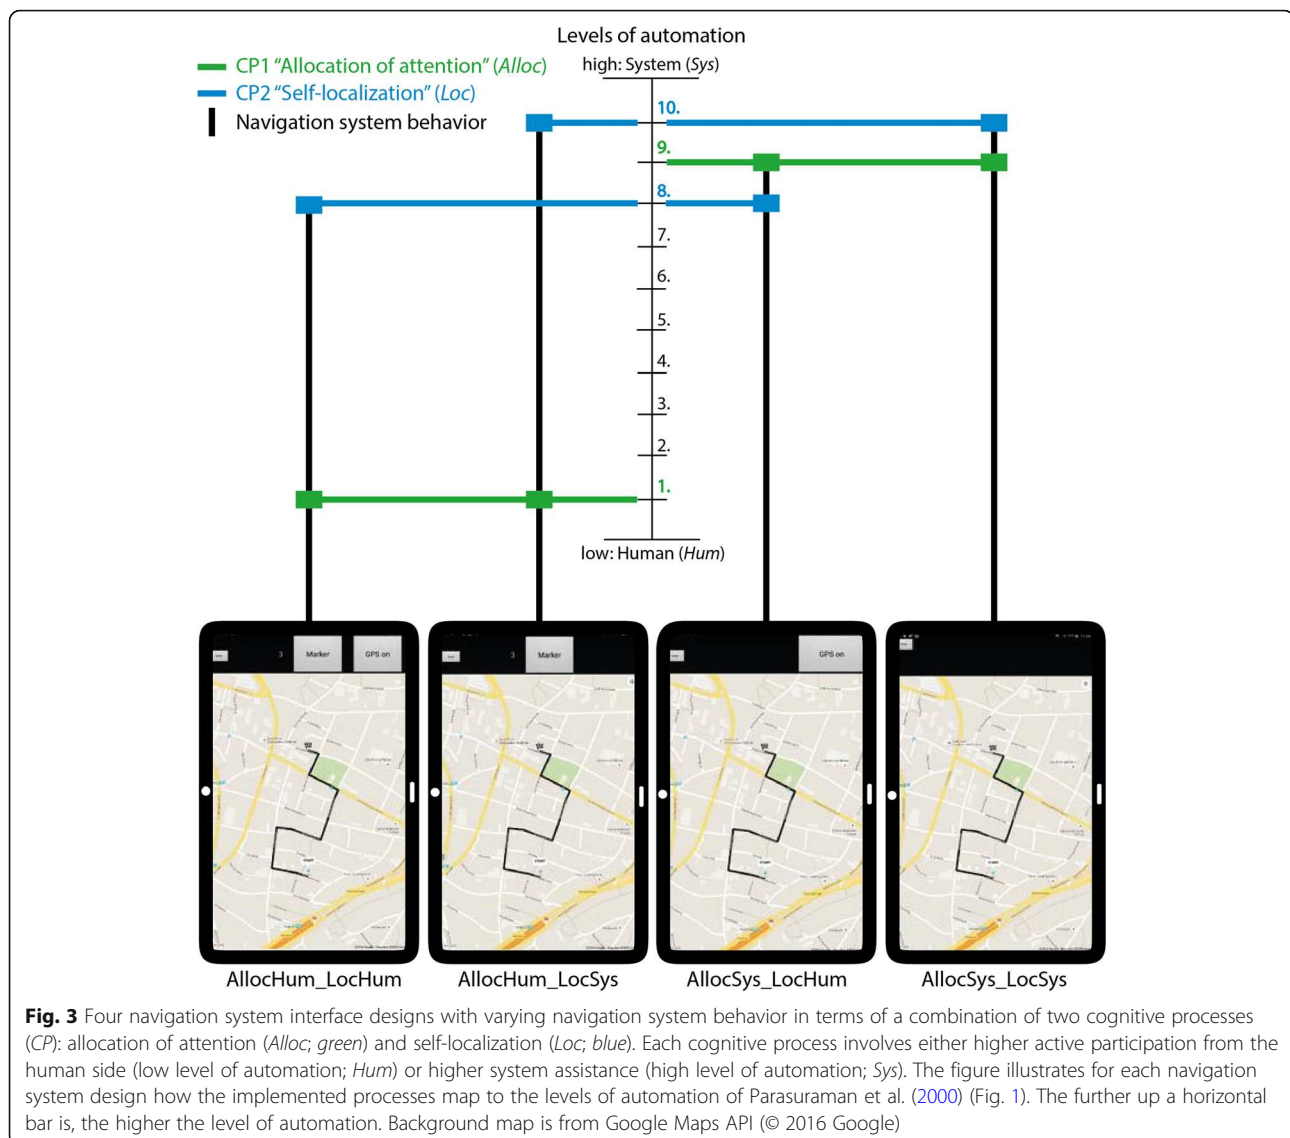 Levels of automation
CP1 “Allocation of attention” (Alloc)
high: System (Sys)
CP2 “Self-localization” (Loc)
Navigation system behavior
10.
9.
8.
7.
6.
5.
4.
3.
2.
1.
low: Human (Hum)
3 Marker GPS on
3 Marker
GPS on
START
START
START
START
AllocHum_LocHum AllocHum_LocSys AllocSys_LocHum AllocSys_LocSys
Fig. 3 Four navigation system interface designs with varying navigation system behavior in terms of a combination of two cognitive processes
(CP): allocation of attention (Alloc; green) and self-localization (Loc; blue). Each cognitive process involves either higher active participation from the
human side (low level of automation; Hum) or higher system assistance (high level of automation; Sys). The figure illustrates for each navigation
system design how the implemented processes map to the levels of automation of Parasuraman et al. (2000) (Fig. 1). The further up a horizontal
bar is, the higher the level of automation. Background map is from Google Maps API (© 2016 Google)